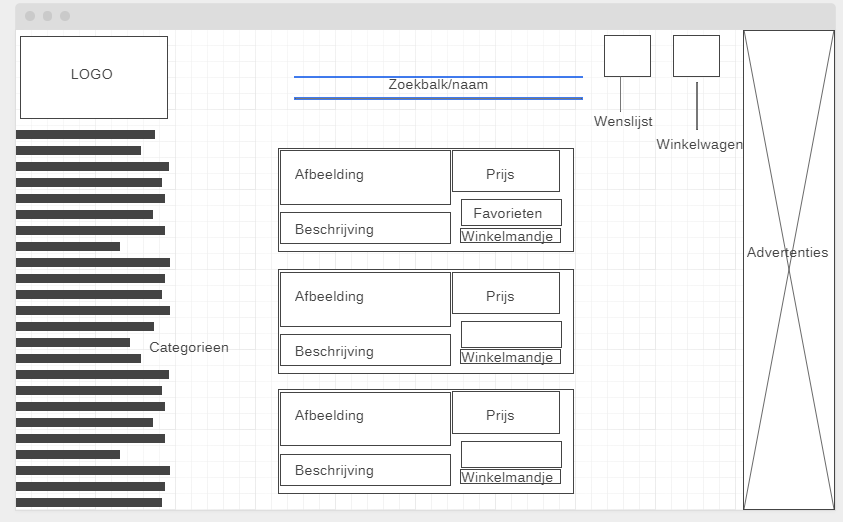 LOGO
Zoekbalk/naam
Wenslijst
Winkelwagen
Categorieen
Afbeelding
Prijs
Favorieten
Beschrijving
Winkelmandje
Afbeelding
Prijs
Beschrijving
Winkelmandje
Afbeelding
Prijs
Beschrijving
Winkelmandje
Advertenties